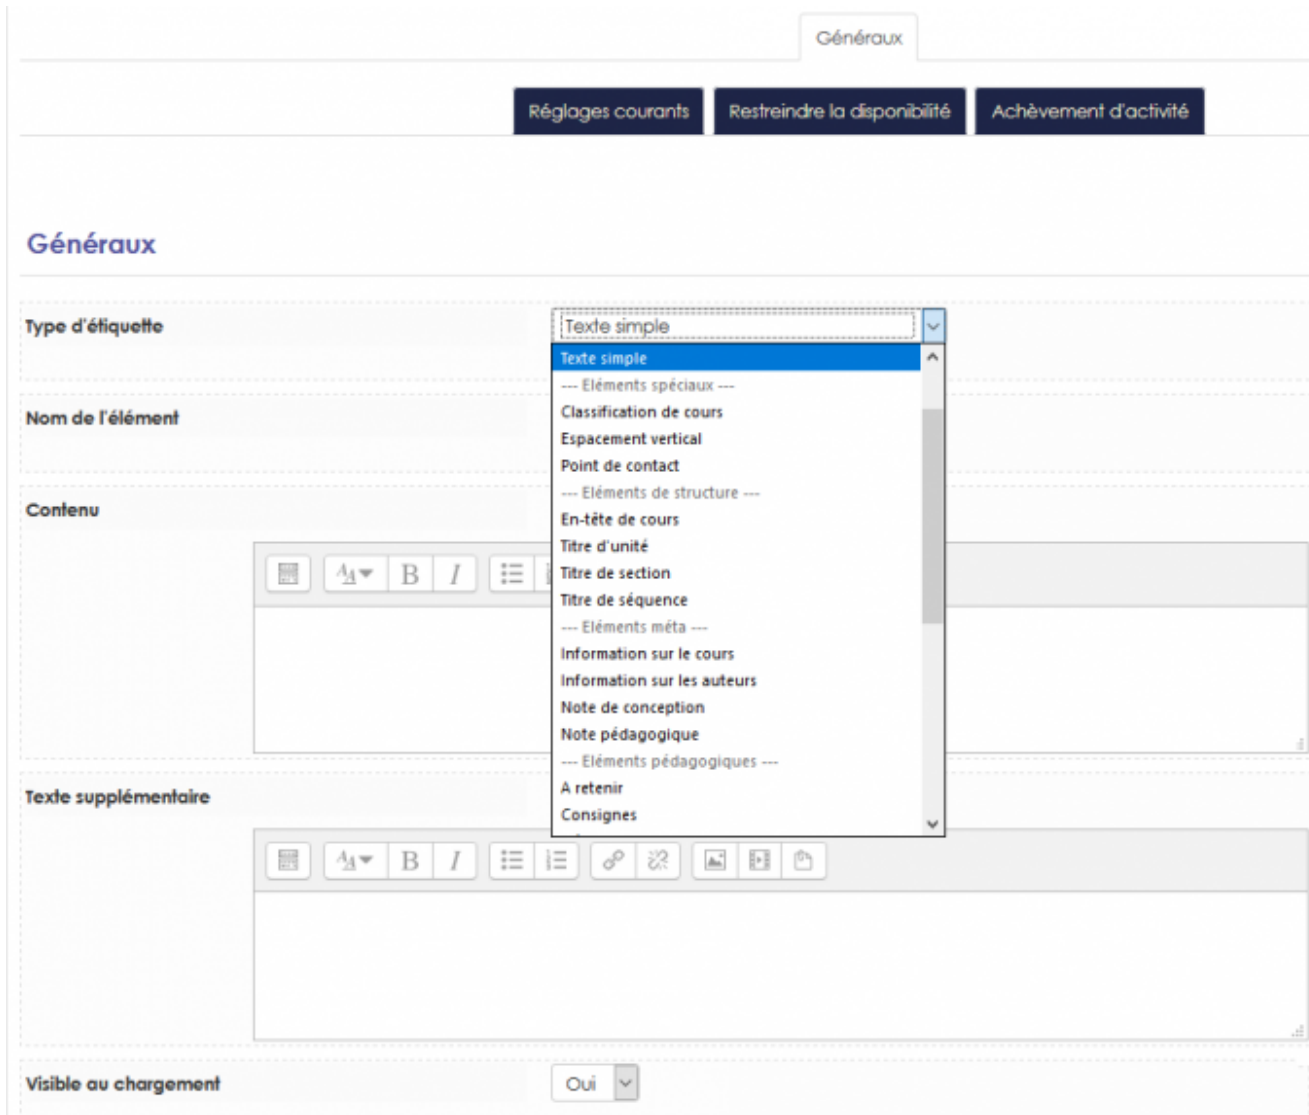 Généraux
Réglages courants Restreindre la disponibilité Achèvement d'activité
Généraux
Type d'étiquette
Texte simple
Texte simple
--- Eléments spéciaux ---
Classification de cours
Espacement vertical
Point de contact
--- Eléments de structure ---
En-tête de cours
Titre d'unité
Titre de section
Titre de séquence
--- Eléments méta ---
Information sur le cours
Information sur les auteurs
Note de conception
Note pédagogique
--- Eléments pédagogiques ---
A retenir
Consignes
Nom de l'élément
Contenu
B I
Texte supplémentaire
B I
Visible au chargement
Oui